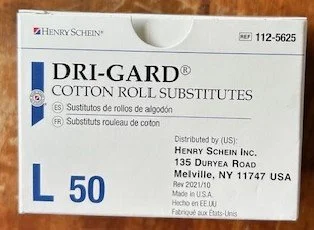 HENRY SCHEIN®
REF 112-5625
DRI-GARD®
COTTON ROLL SUBSTITUTES
ES Sustitutos de rollos de algodón
FR Substituts rouleau de coton
Distributed by (US):
HENRY SCHEIN INC.
135 DURYEA ROAD
Melville, NY 11747 USA
Rev 2021/10
Made in U.S.A.
Hecho en EE.UU
Fabriqué aux États-Unis
L 50